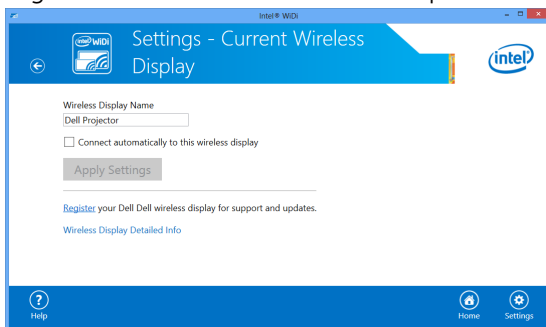 Intel® WiDi
intel WiDi
Settings - Current Wireless
Display
intel
Wireless Display Name
Dell Projector
Connect automatically to this wireless display
Apply Settings
Register your Dell Dell wireless display for support and updates.
Wireless Display Detailed Info
?
Help
Home
Settings